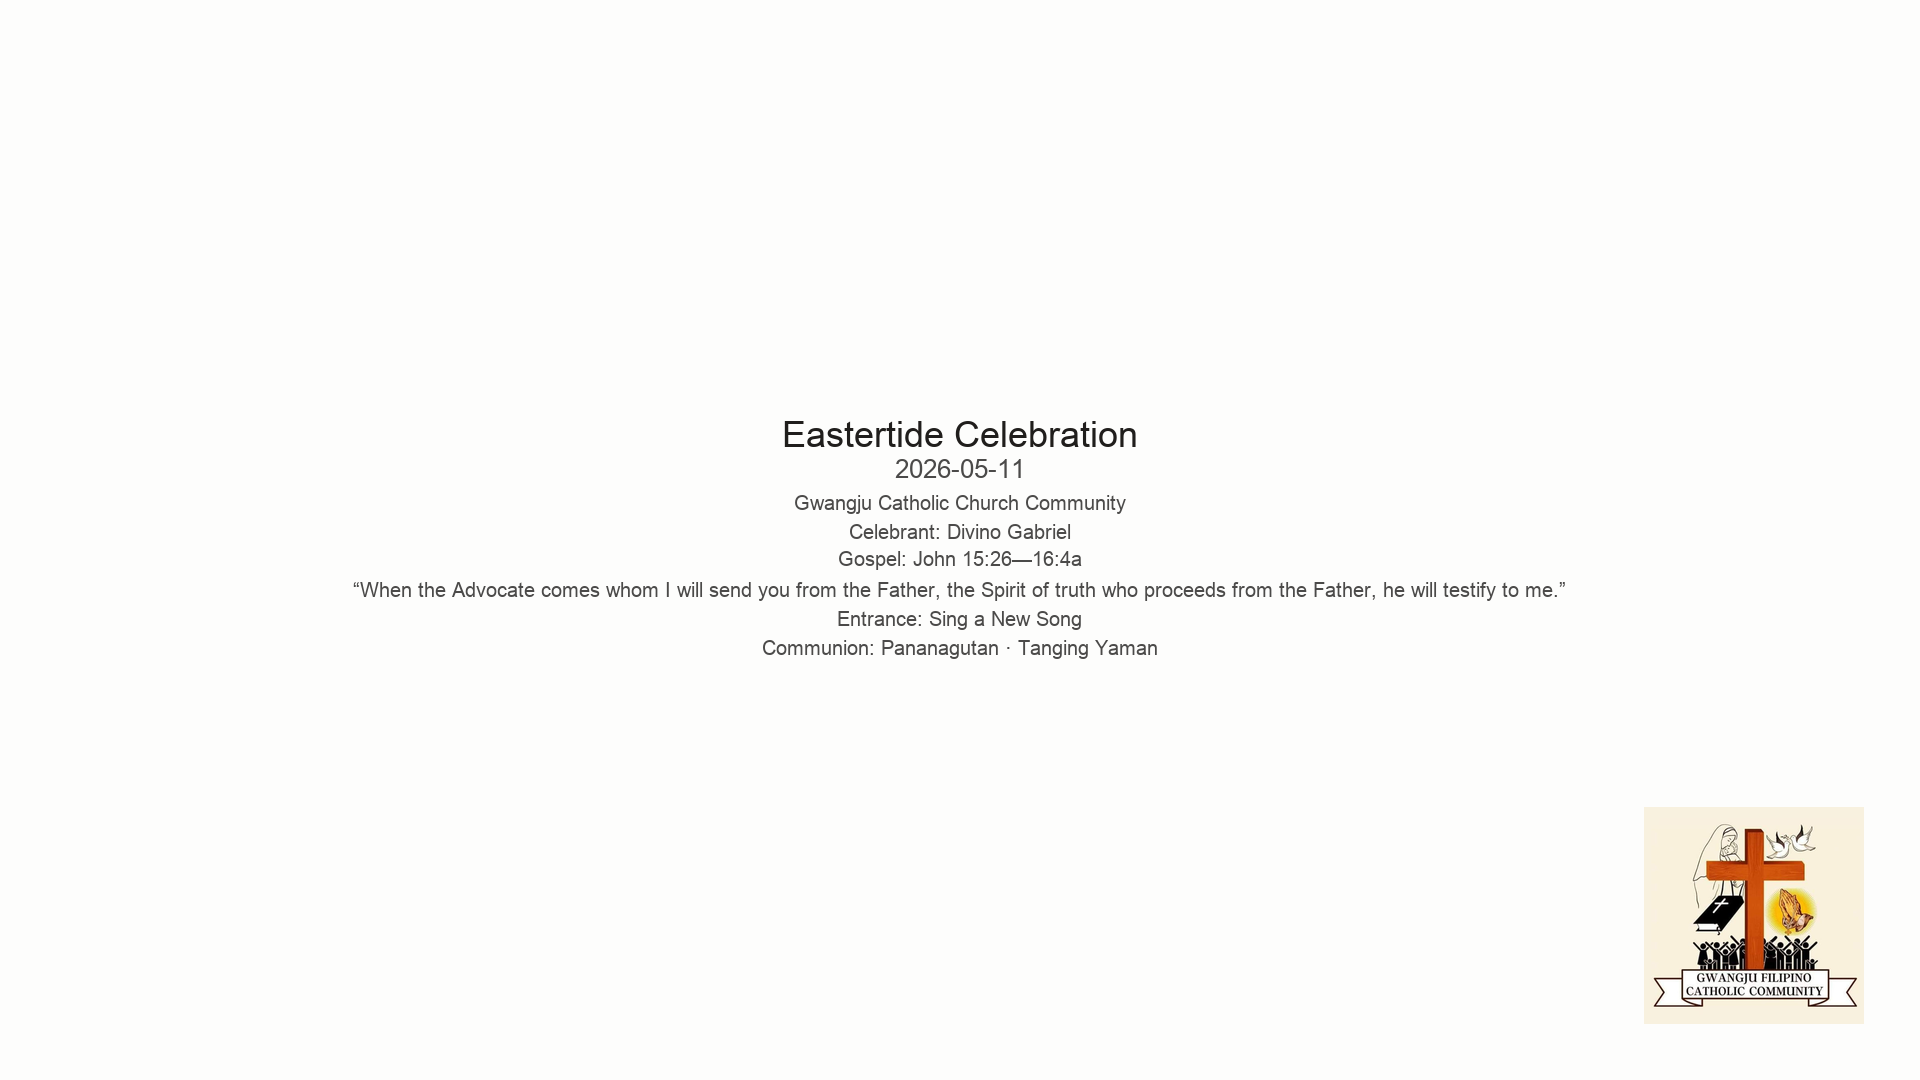 Eastertide Celebration
2026-05-11
Gwangju Catholic Church Community
Celebrant: Divino Gabriel
Gospel: John 15:26—16:4a
“When the Advocate comes whom I will send you from the Father, the Spirit of truth who proceeds from the Father, he will testify to me.”
Entrance: Sing a New Song
Communion: Pananagutan · Tanging Yaman
GWANGJU FILIPINO
CATHOLIC COMMUNITY